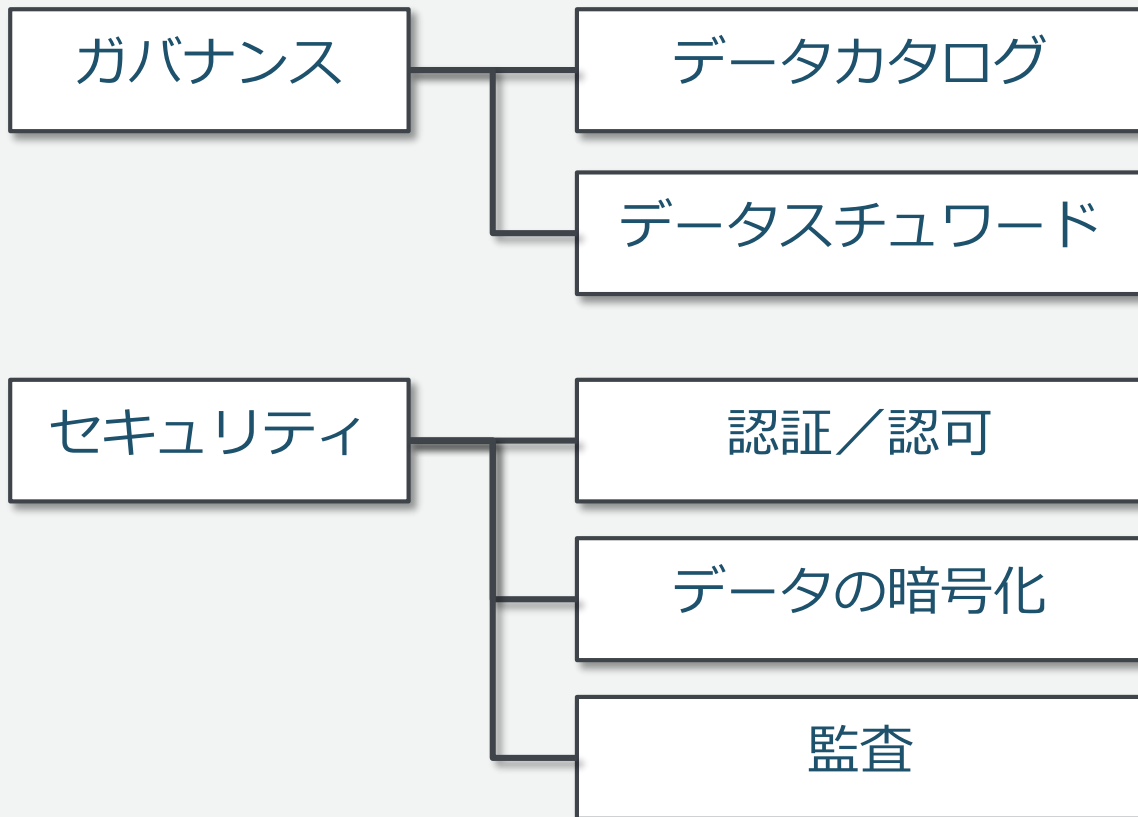 ガバナンス
データカタログ
データスチュワード
セキュリティ
認証／認可
データの暗号化
監査